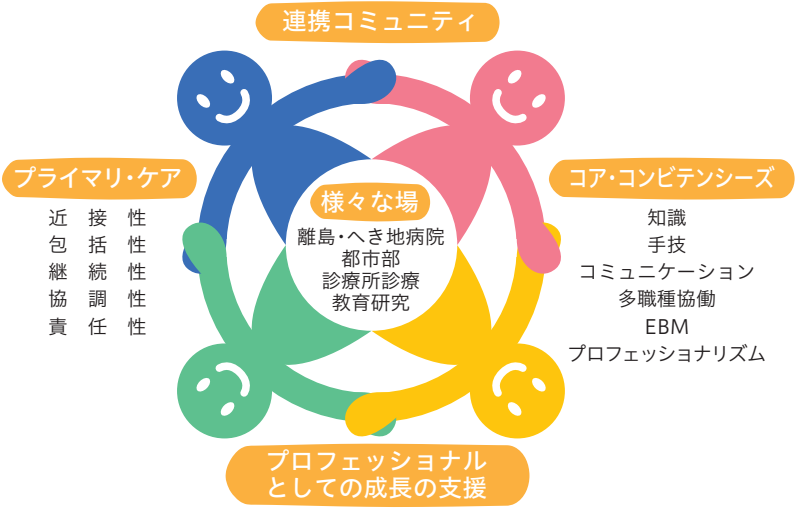 連携コミュニティ
プライマリ・ケア
近 接 性
包 括 性
継 続 性
協 調 性
責 任 性
様々な場
離島・へき地病院
都市部
診療所診療
教育研究
コア・コンピテンシーズ
知識
手技
コミュニケーション
多職種協働
EBM
プロフェッショナリズム
プロフェッショナル
としての成長の支援